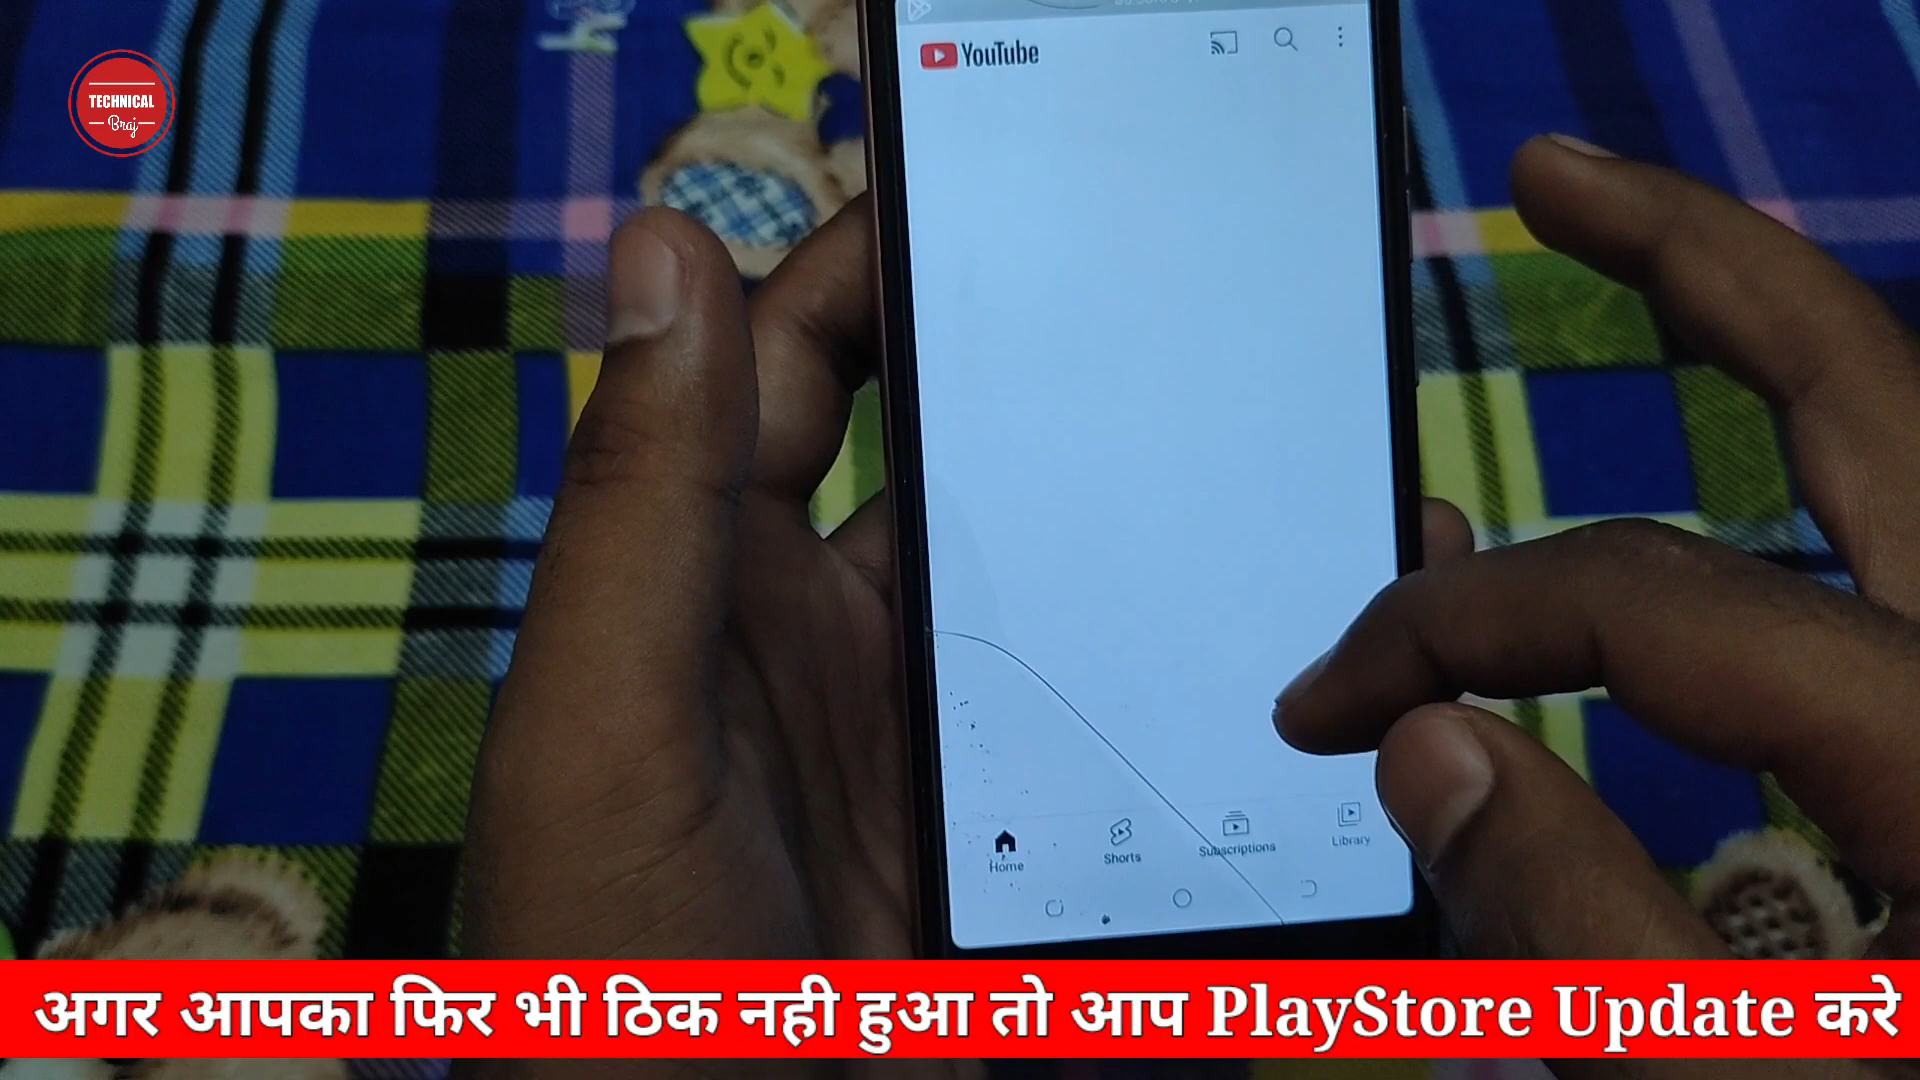 TECHNICAL
Braj
YouTube
Home
Shorts
Subscriptions
Library
अगर आपका फिर भी ठिक नही हुआ तो आप PlayStore Update करे